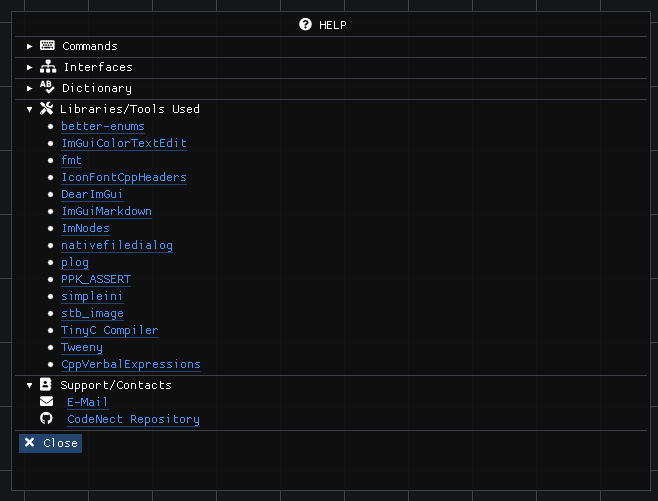 HELP
Commands
Interfaces
Dictionary
Libraries/Tools Used
better-enums
ImGuiColorTextEdit
fmt
IconFontCppHeaders
DearImGui
ImGuiMarkdown
ImNodes
nativefiledialog
plog
PPK_ASSERT
simpleini
stb_image
TinyC Compiler
Tweeny
CppVerbalExpressions
Support/Contacts
E-Mail
CodeNect Repository
Close